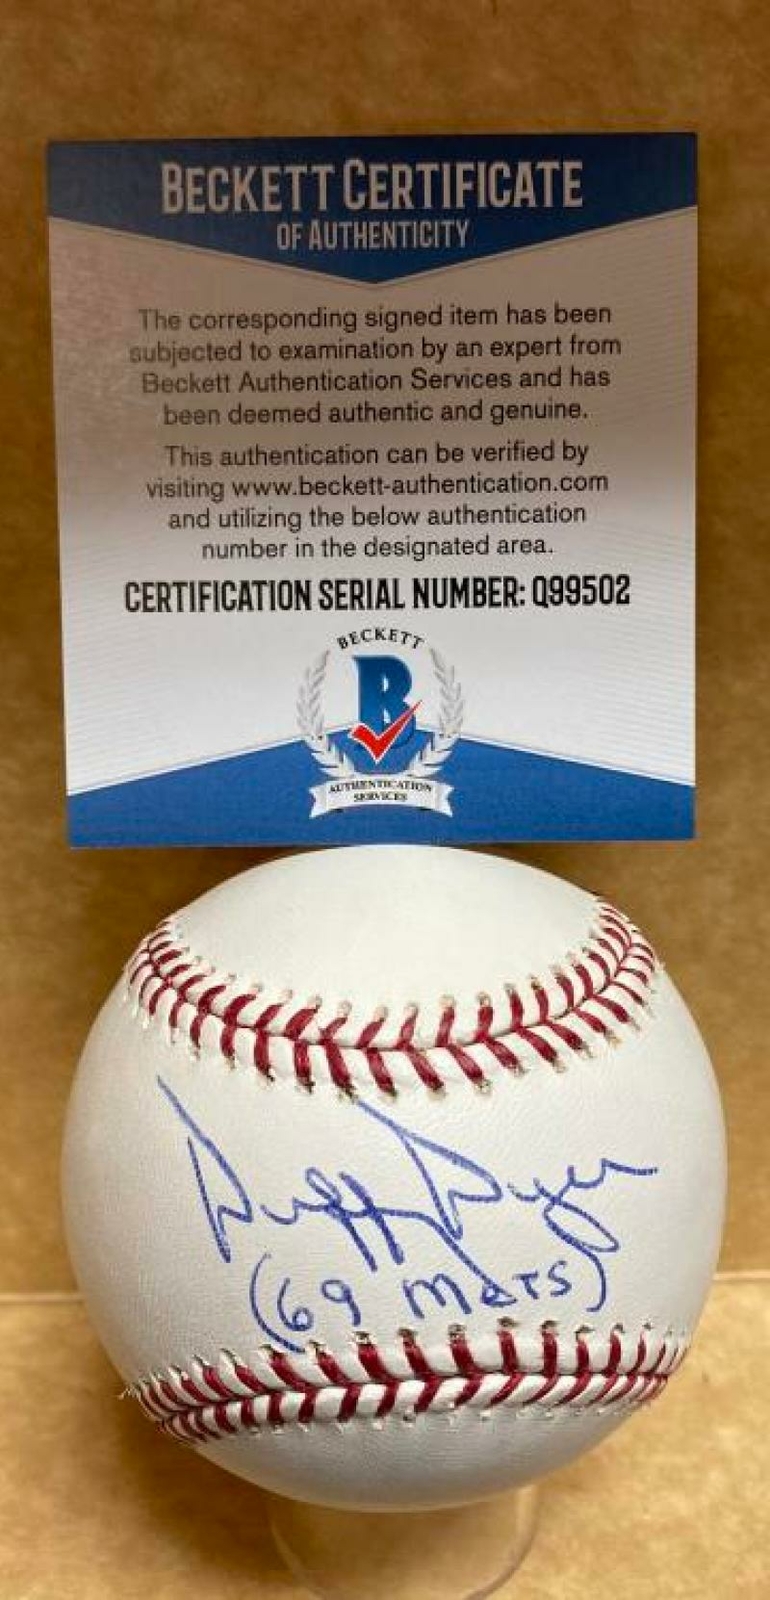 BECKETT CERTIFICATE
OF AUTHENTICITY
The corresponding signed item has been
subjected to examination by an expert from
Beckett Authentication Services and has
been deemed authentic and genuine.
This authentication can be verified by
visiting www.beckett-authentication.com
and utilizing the below authentication
number in the designated area.
CERTIFICATION SERIAL NUMBER: Q99502
BECKETT
B
AUTHENTICATION
SERVICES
Duffy Dyer
(69 Mets)